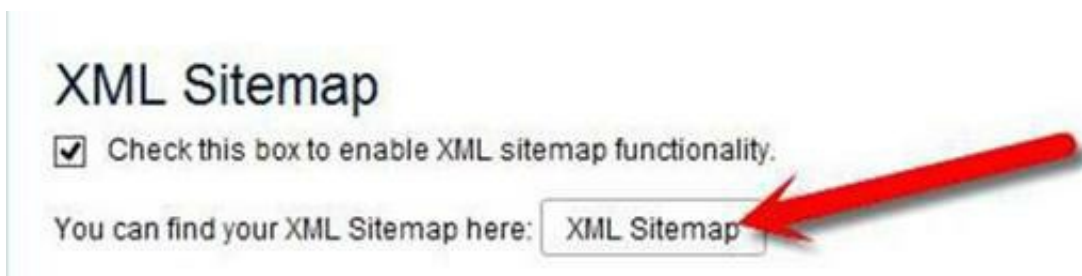 XML Sitemap
Check this box to enable XML sitemap functionality.
You can find your XML Sitemap here: XML Sitemap